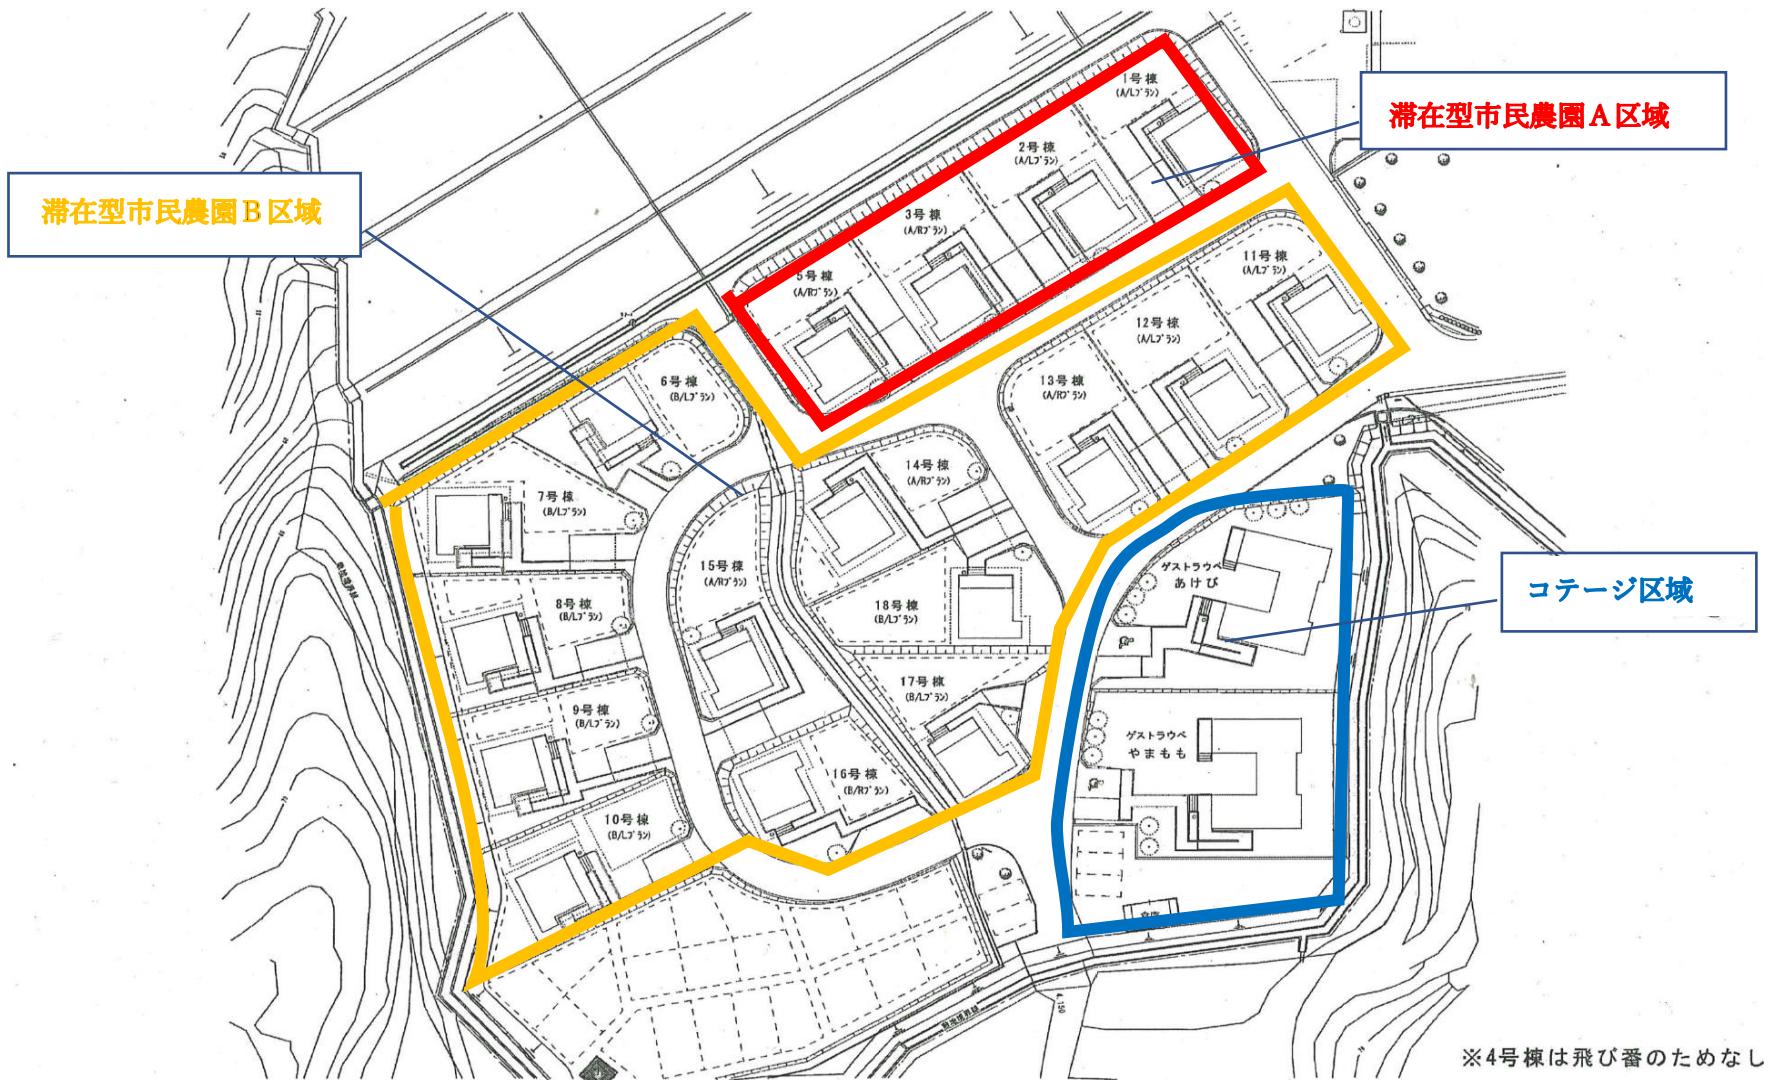 1号棟
(A/Lプラン)
滞在型市民農園A区域
2号棟
(A/Lプラン)
滞在型市民農園B区域
3号棟
(A/Rプラン)
11号棟
(A/Lプラン)
5号棟
(A/Rプラン)
12号棟
(A/Lプラン)
6号棟
(B/Lプラン)
13号棟
(A/Rプラン)
14号棟
(A/Rプラン)
7号棟
(B/Lプラン)
15号棟
(A/Rプラン)
ゲストラウベ
あけび
コテージ区域
8号棟
(B/Lプラン)
18号棟
(B/Lプラン)
17号棟
(B/Lプラン)
9号棟
(B/Lプラン)
ゲストラウベ
やまもも
16号棟
(B/Rプラン)
10号棟
(B/Lプラン)
4,150
※4号棟は飛び番のためなし